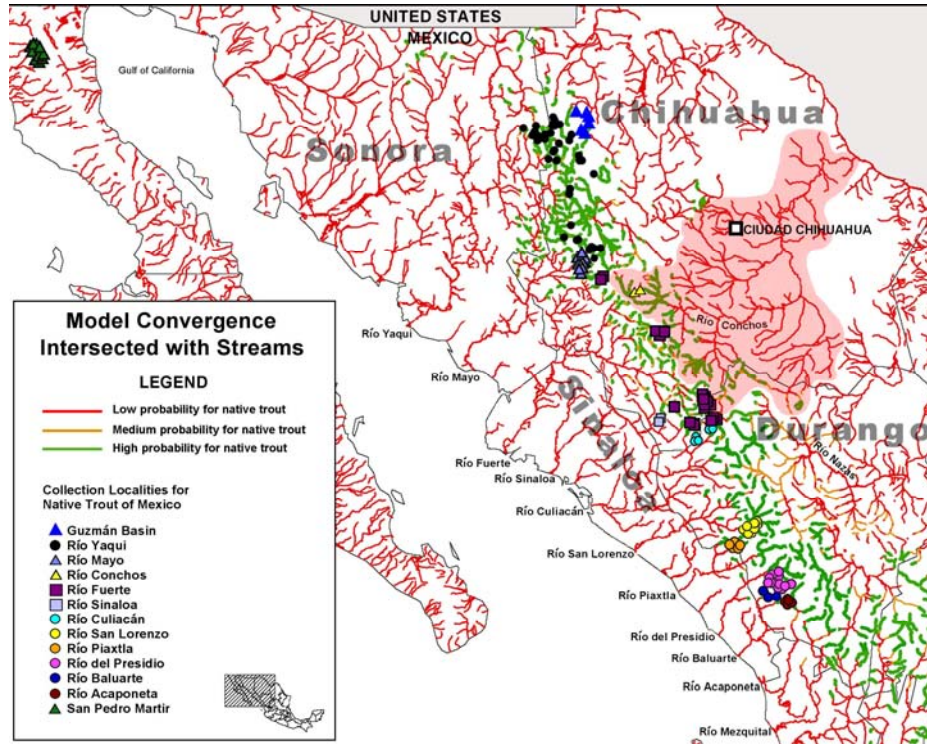 UNITED STATES
MEXICO
Gulf of California
Chihuahua
Sonora
CIUDAD CHIHUAHUA
Río Conchos
Río Yaqui
Río Mayo
Sinaloa
Durango
Río Nazas
Río Fuerte
Río Sinaloa
Río Culiacán
Río San Lorenzo
Río Piaxtla
Río del Presidio
Río Baluarte
Río Acaponeta
Río Mezquital
Model Convergence
Intersected with Streams
LEGEND
Low probability for native trout
Medium probability for native trout
High probability for native trout
Collection Localities for
Native Trout of Mexico
Guzmán Basin
Río Yaqui
Río Mayo
Río Conchos
Río Fuerte
Río Sinaloa
Río Culiacán
Río San Lorenzo
Río Piaxtla
Río del Presidio
Río Baluarte
Río Acaponeta
San Pedro Martir